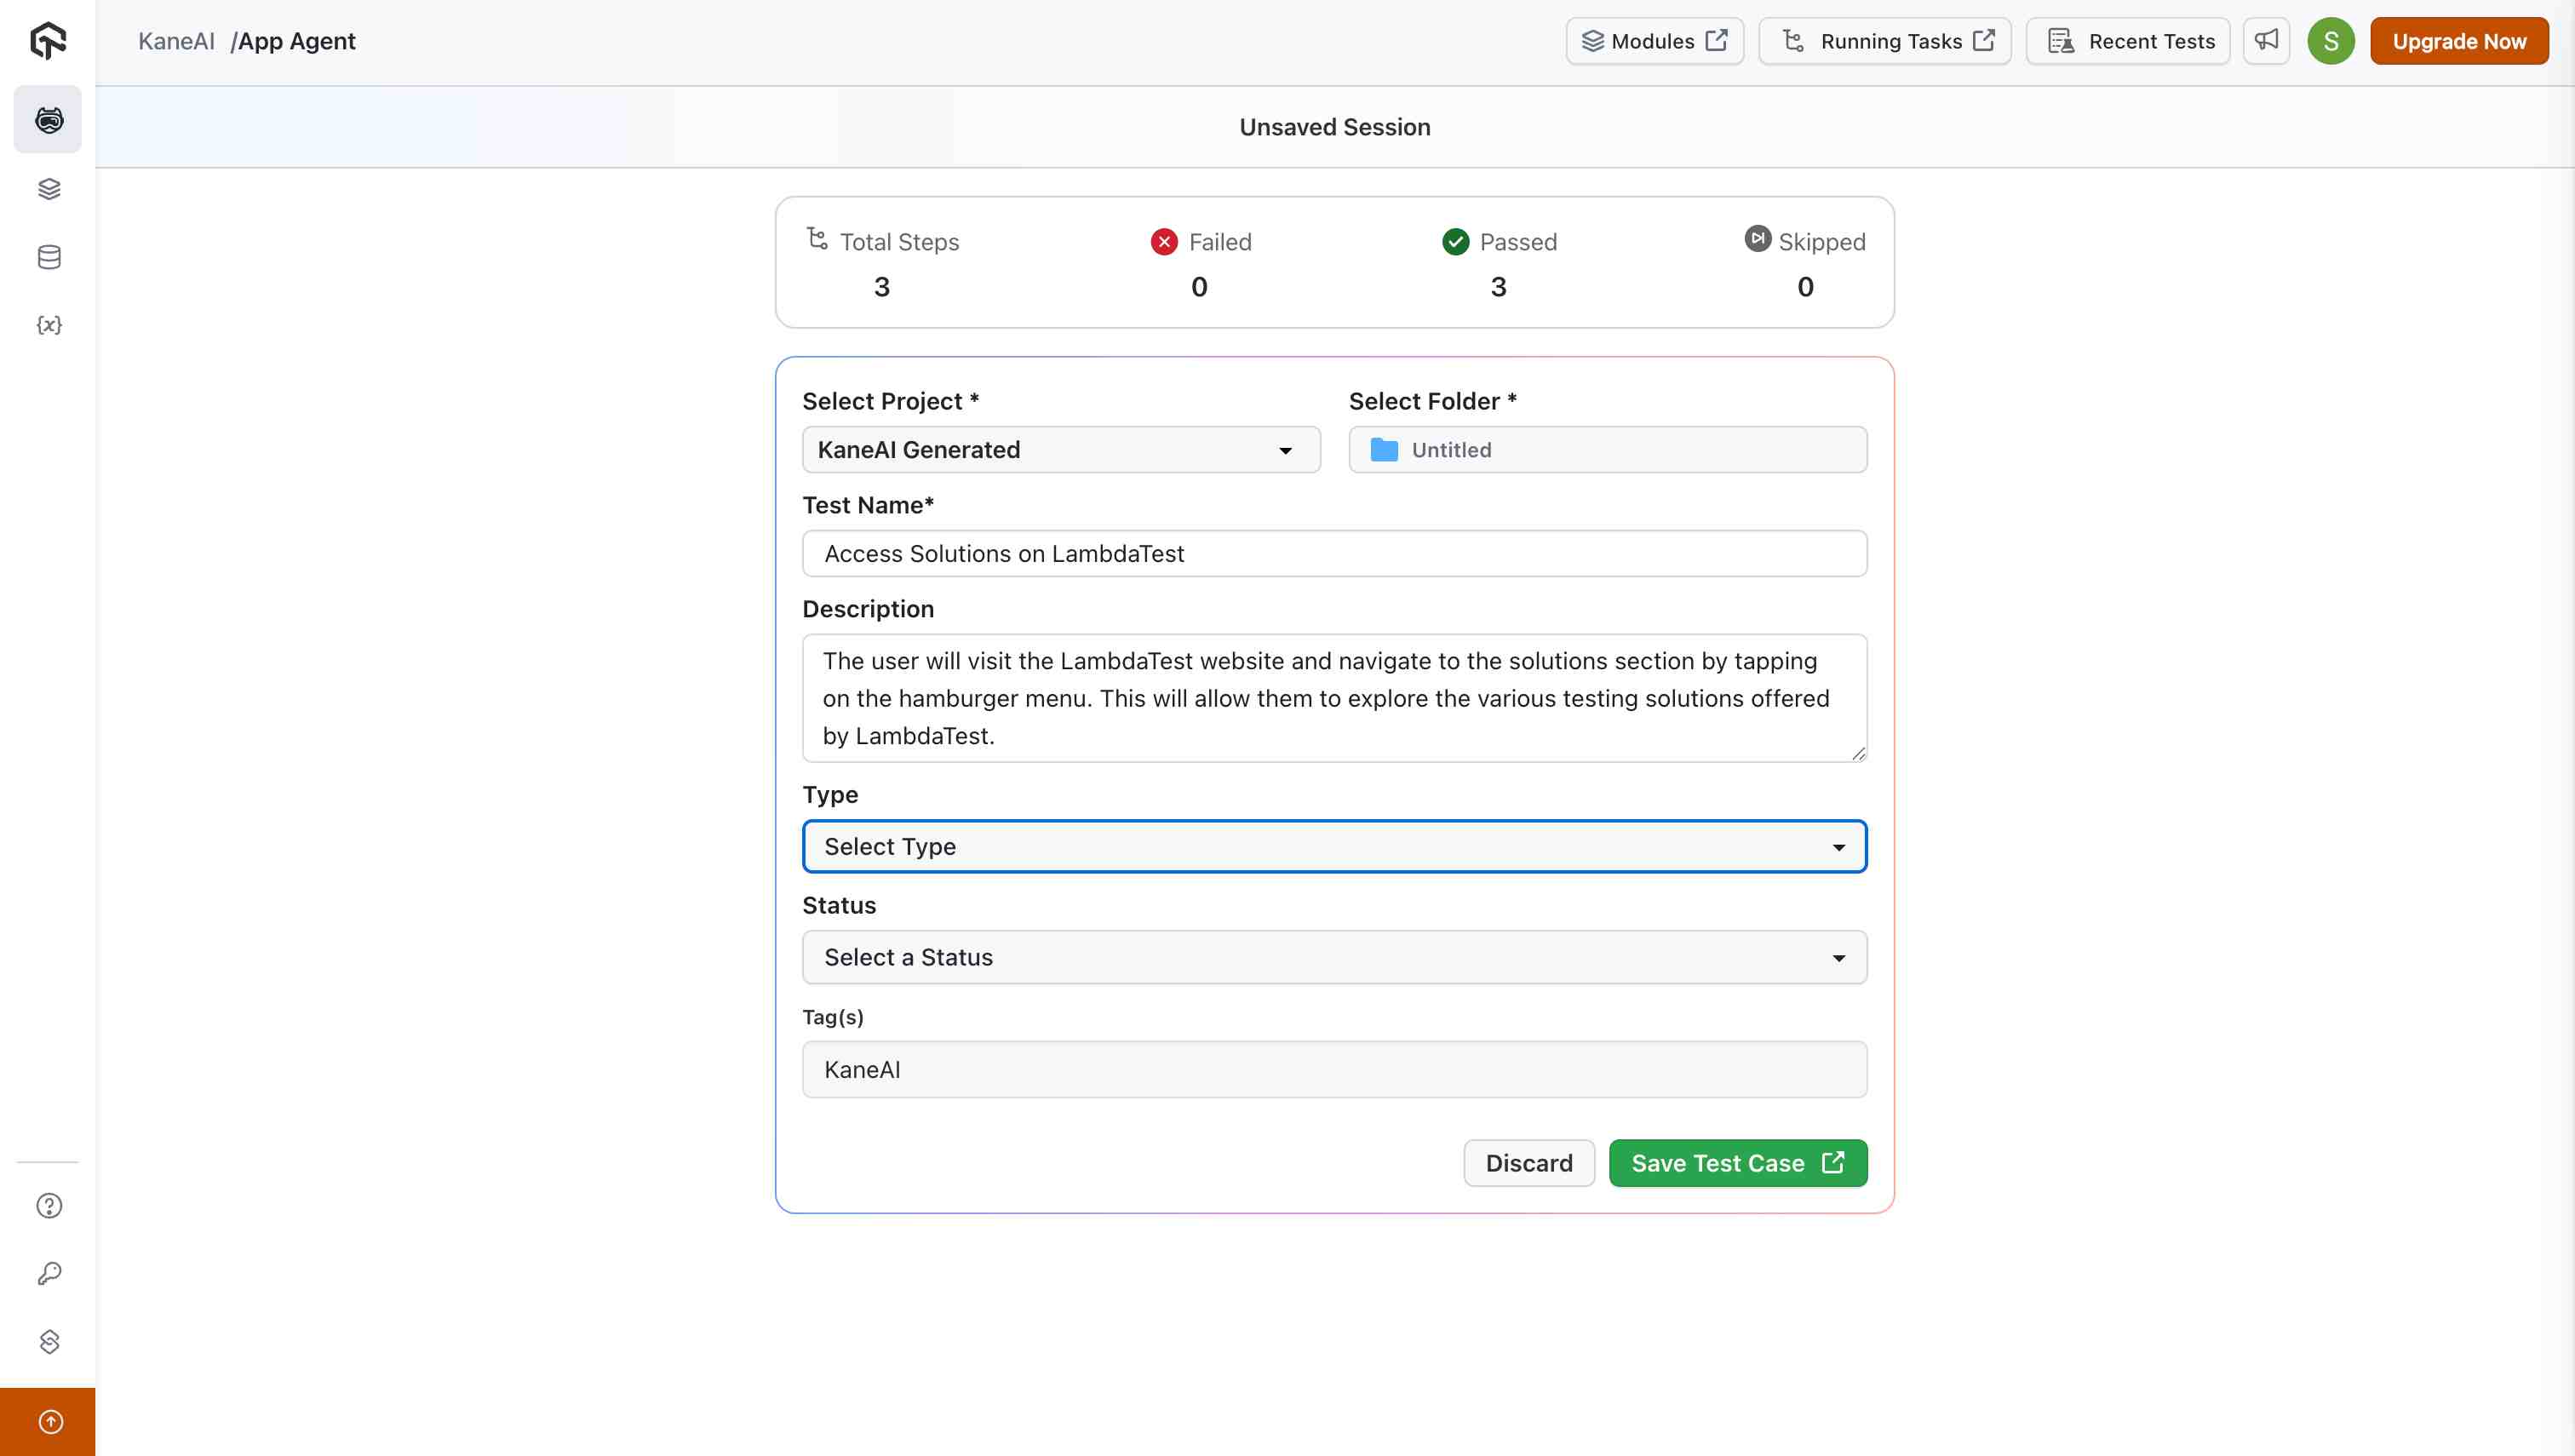 KaneAI /App Agent
Modules
Running Tasks
Recent Tests
S
Upgrade Now
Unsaved Session
Total Steps
3
Failed
0
Passed
3
Skipped
0
Select Project *
KaneAI Generated
Select Folder *
Untitled
Test Name*
Access Solutions on LambdaTest
Description
The user will visit the LambdaTest website and navigate to the solutions section by tapping
on the hamburger menu. This will allow them to explore the various testing solutions offered
by LambdaTest.
Type
Select Type
Status
Select a Status
Tag(s)
KaneAI
Discard
Save Test Case